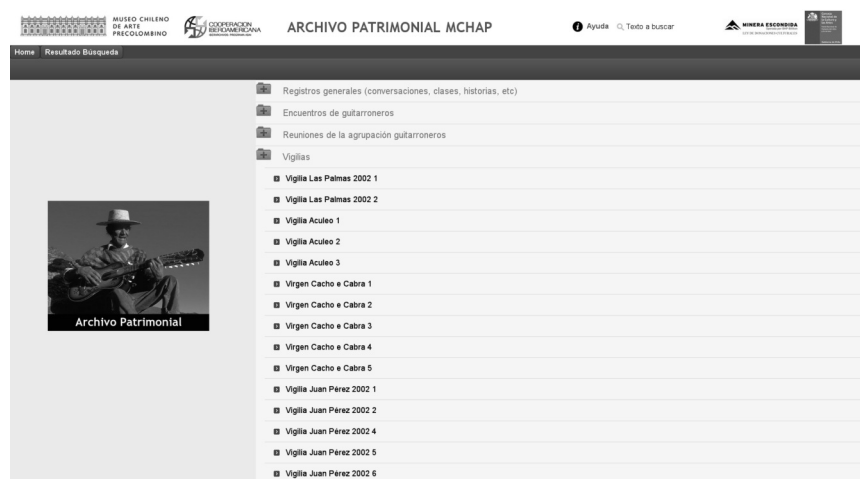 MUSEO CHILENO
DE ARTE
PRECOLOMBINO
COOPERACION
IBEROAMERICANA
ARCHIVO PATRIMONIAL MCHAP
Ayuda
Texto a buscar
MINERA ESCONDIDA
Home
Resultado Búsqueda
Registros generales (conversaciones, clases, historias, etc)
Encuentros de guitarroneros
Reuniones de la agrupación guitarroneros
Vigilias
Vigilia Las Palmas 2002 1
Vigilia Las Palmas 2002 2
Vigilia Aculeo 1
Vigilia Aculeo 2
Vigilia Aculeo 3
Virgen Cacho e Cabra 1
Virgen Cacho e Cabra 2
Virgen Cacho e Cabra 3
Virgen Cacho e Cabra 4
Virgen Cacho e Cabra 5
Vigilia Juan Pérez 2002 1
Vigilia Juan Pérez 2002 2
Vigilia Juan Pérez 2002 4
Vigilia Juan Pérez 2002 5
Vigilia Juan Pérez 2002 6
Archivo Patrimonial